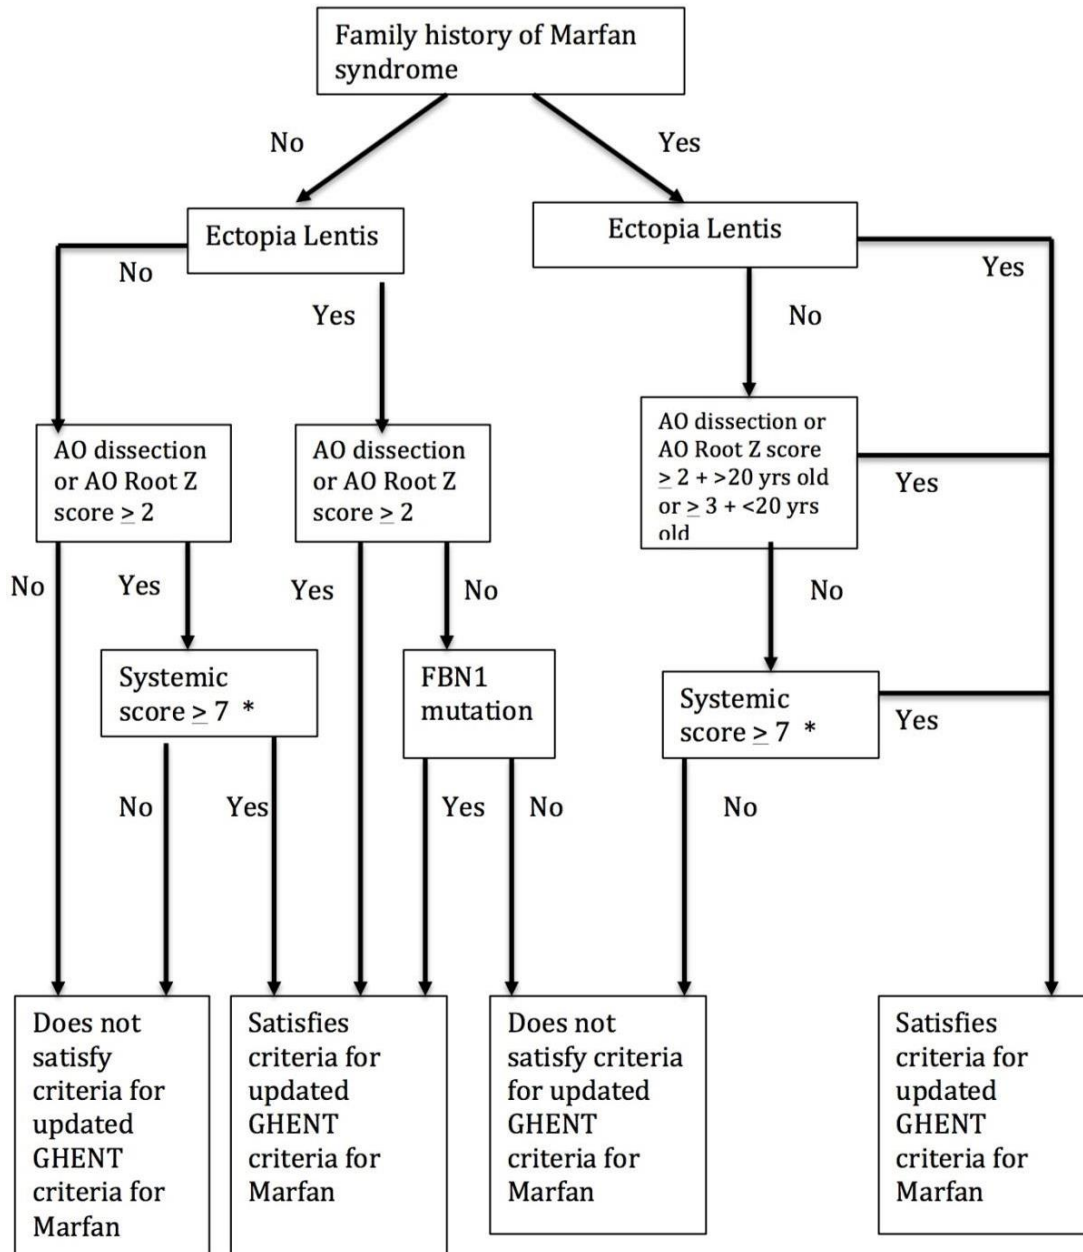 Family history of Marfan
syndrome
No
Yes
Ectopia Lentis
Ectopia Lentis
No
Yes
Yes
No
AO dissection
or AO Root Z
score ≥ 2
AO dissection
or AO Root Z
score ≥ 2
AO dissection or
AO Root Z score
≥ 2 + >20 yrs old
or ≥ 3 + <20 yrs
old
Yes
No
Yes
Yes
No
No
Systemic
score ≥ 7 *
FBN1
mutation
Systemic
score ≥ 7 *
Yes
No
Yes
Yes
No
No
Does not
satisfy
criteria for
updated
GHENT
criteria for
Marfan
Satisfies
criteria for
updated
GHENT
criteria for
Marfan
Does not
satisfy criteria
for updated
GHENT
criteria for
Marfan
Satisfies
criteria for
updated
GHENT
criteria for
Marfan